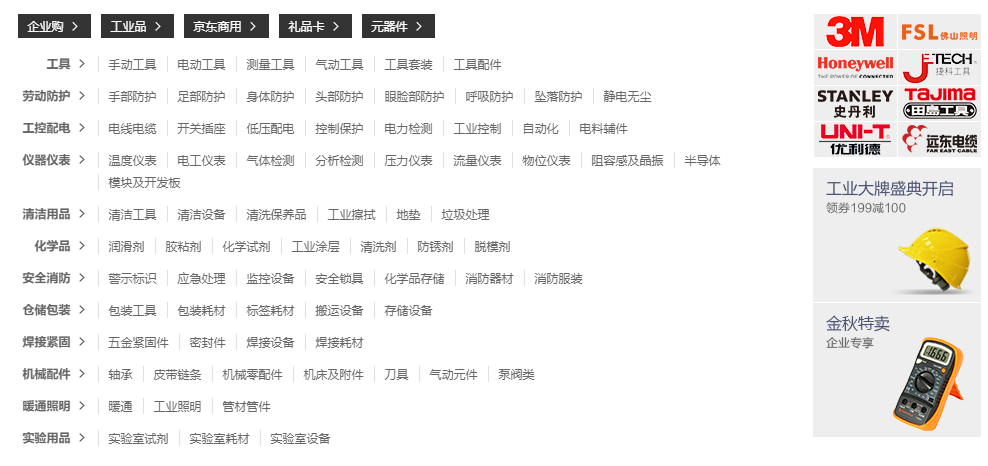 企业购 > 工业品 > 京东商用 > 礼品卡 > 元器件 >
工具 > 手动工具 电动工具 测量工具 气动工具 工具套装 工具配件
劳动防护 > 手部防护 足部防护 身体防护 头部防护 眼脸部防护 呼吸防护 坠落防护 静电无尘
工控配电 > 电线电缆 开关插座 低压配电 控制保护 电力检测 工业控制 自动化 电料辅件
仪器仪表 > 温度仪表 电工仪表 气体检测 分析检测 压力仪表 流量仪表 物位仪表 阻容感及晶振 半导体
模块及开发板
清洁用品 > 清洁工具 清洁设备 清洗保养品 工业擦拭 地垫 垃圾处理
化学品 > 润滑剂 胶粘剂 化学试剂 工业涂层 清洗剂 防锈剂 脱模剂
安全消防 > 警示标识 应急处理 监控设备 安全锁具 化学品存储 消防器材 消防服装
仓储包装 > 包装工具 包装耗材 标签耗材 搬运设备 存储设备
焊接紧固 > 五金紧固件 密封件 焊接设备 焊接耗材
机械配件 > 轴承 皮带链条 机械零配件 机床及附件 刀具 气动元件 泵阀类
暖通照明 > 暖通 工业照明 管材管件
实验用品 > 实验室试剂 实验室耗材 实验室设备
3M FSL佛山照明
Honeywell
THE POWER OF CONNECTED
JETECH
捷科工具
STANLEY
史丹利
TAJIMA
田島工具
UNI-T
优利德
远东电缆
FAR EAST CABLE
工业大牌盛典开启
领券199减100
金秋特卖
企业专享
1.666